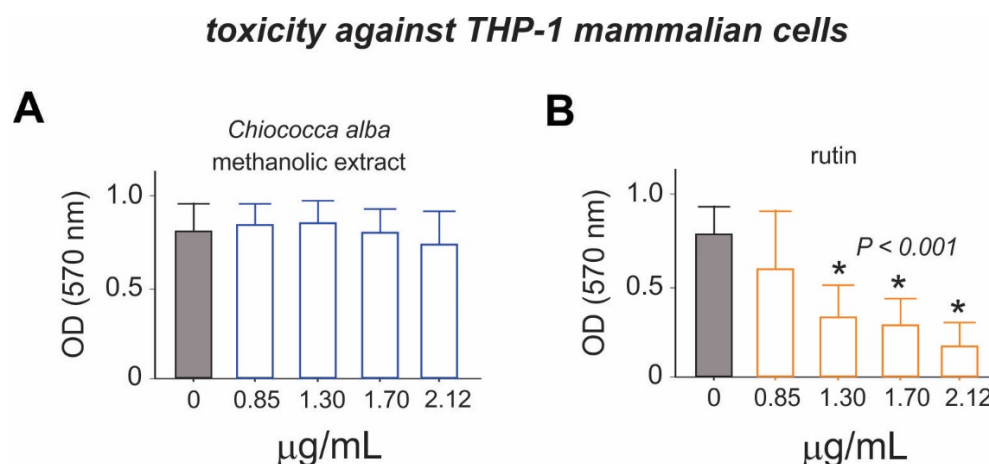 toxicity against THP-1 mammalian cells
A
Chiococca alba
methanolic extract
OD (570 nm)
1.0
0.5
0
0 0.85 1.30 1.70 2.12
μg/mL
B
rutin
OD (570 nm)
1.0
0.5
0
P < 0.001
* * *
0 0.85 1.30 1.70 2.12
μg/mL